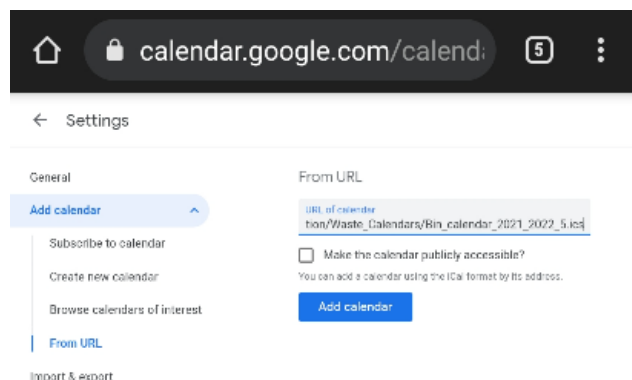 calendar.google.com/calend
5
Settings
General
Add calendar
Subscribe to calendar
Create new calendar
Browse calendars of interest
From URL
Import & export
From URL
URL of calendar
tion/Waste_Calendars/Bin_calendar_2021_2022_5.ics
Make the calendar publicly accessible?
You can add a calendar using the iCal format by its address.
Add calendar